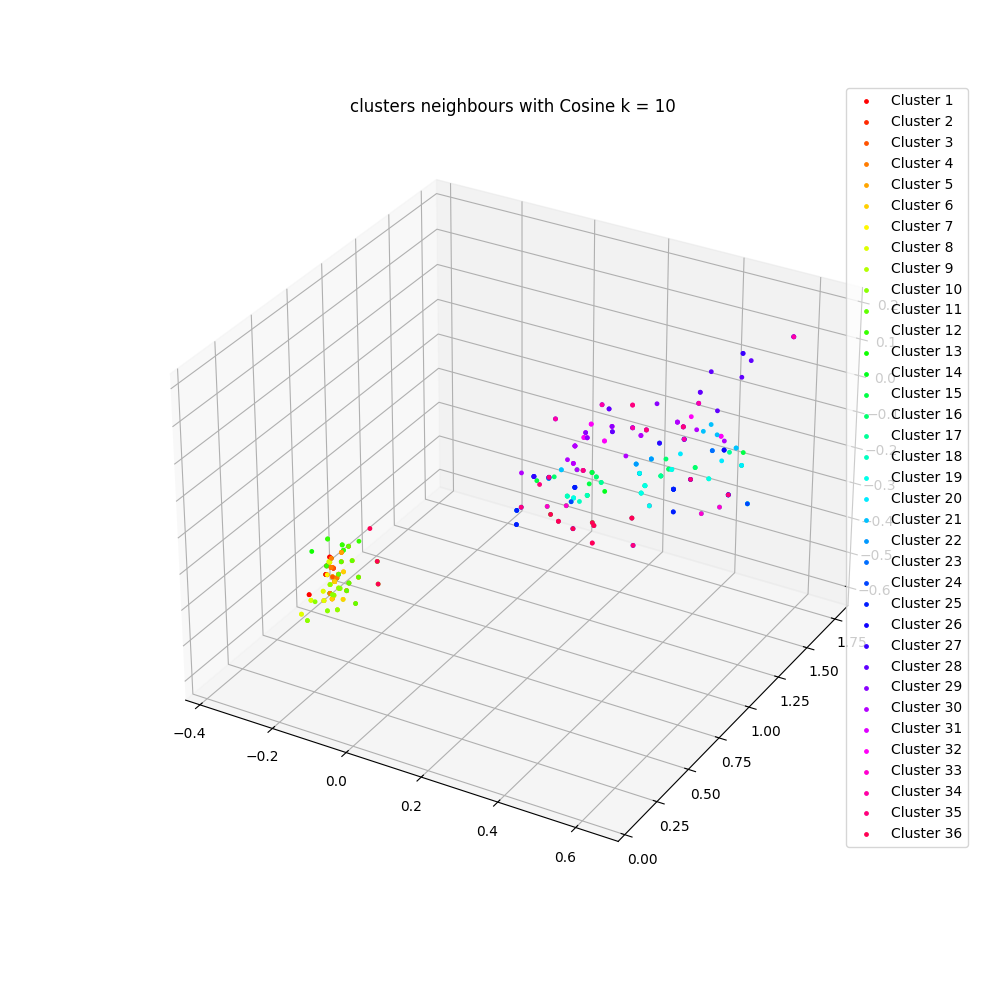 clusters neighbours with Cosine k = 10
Cluster 1
Cluster 2
Cluster 3
Cluster 4
Cluster 5
Cluster 6
Cluster 7
Cluster 8
Cluster 9
Cluster 10
Cluster 11
Cluster 12
Cluster 13
Cluster 14
Cluster 15
Cluster 16
Cluster 17
Cluster 18
Cluster 19
Cluster 20
Cluster 21
Cluster 22
Cluster 23
Cluster 24
Cluster 25
Cluster 26
Cluster 27
Cluster 28
Cluster 29
Cluster 30
Cluster 31
Cluster 32
Cluster 33
Cluster 34
Cluster 35
Cluster 36
0.1
0.0
−0.2
−0.3
−0.4
−0.5
−0.6
−0.4
−0.2
0.0
0.2
0.4
0.6
0.00
0.25
0.50
0.75
1.00
1.25
1.50
1.75